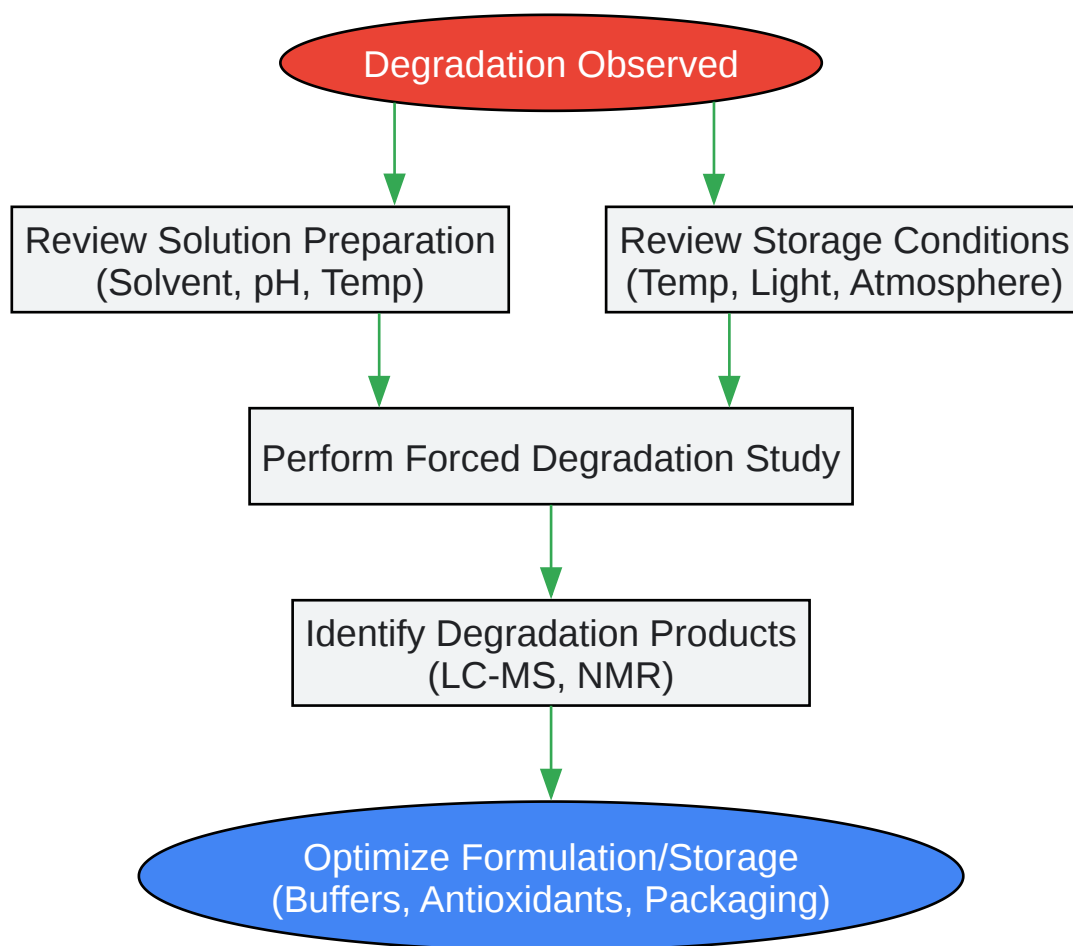 Degradation Observed
Review Solution Preparation
(Solvent, pH, Temp)
Review Storage Conditions
(Temp, Light, Atmosphere)
Perform Forced Degradation Study
Identify Degradation Products
(LC-MS, NMR)
Optimize Formulation/Storage
(Buffers, Antioxidants, Packaging)